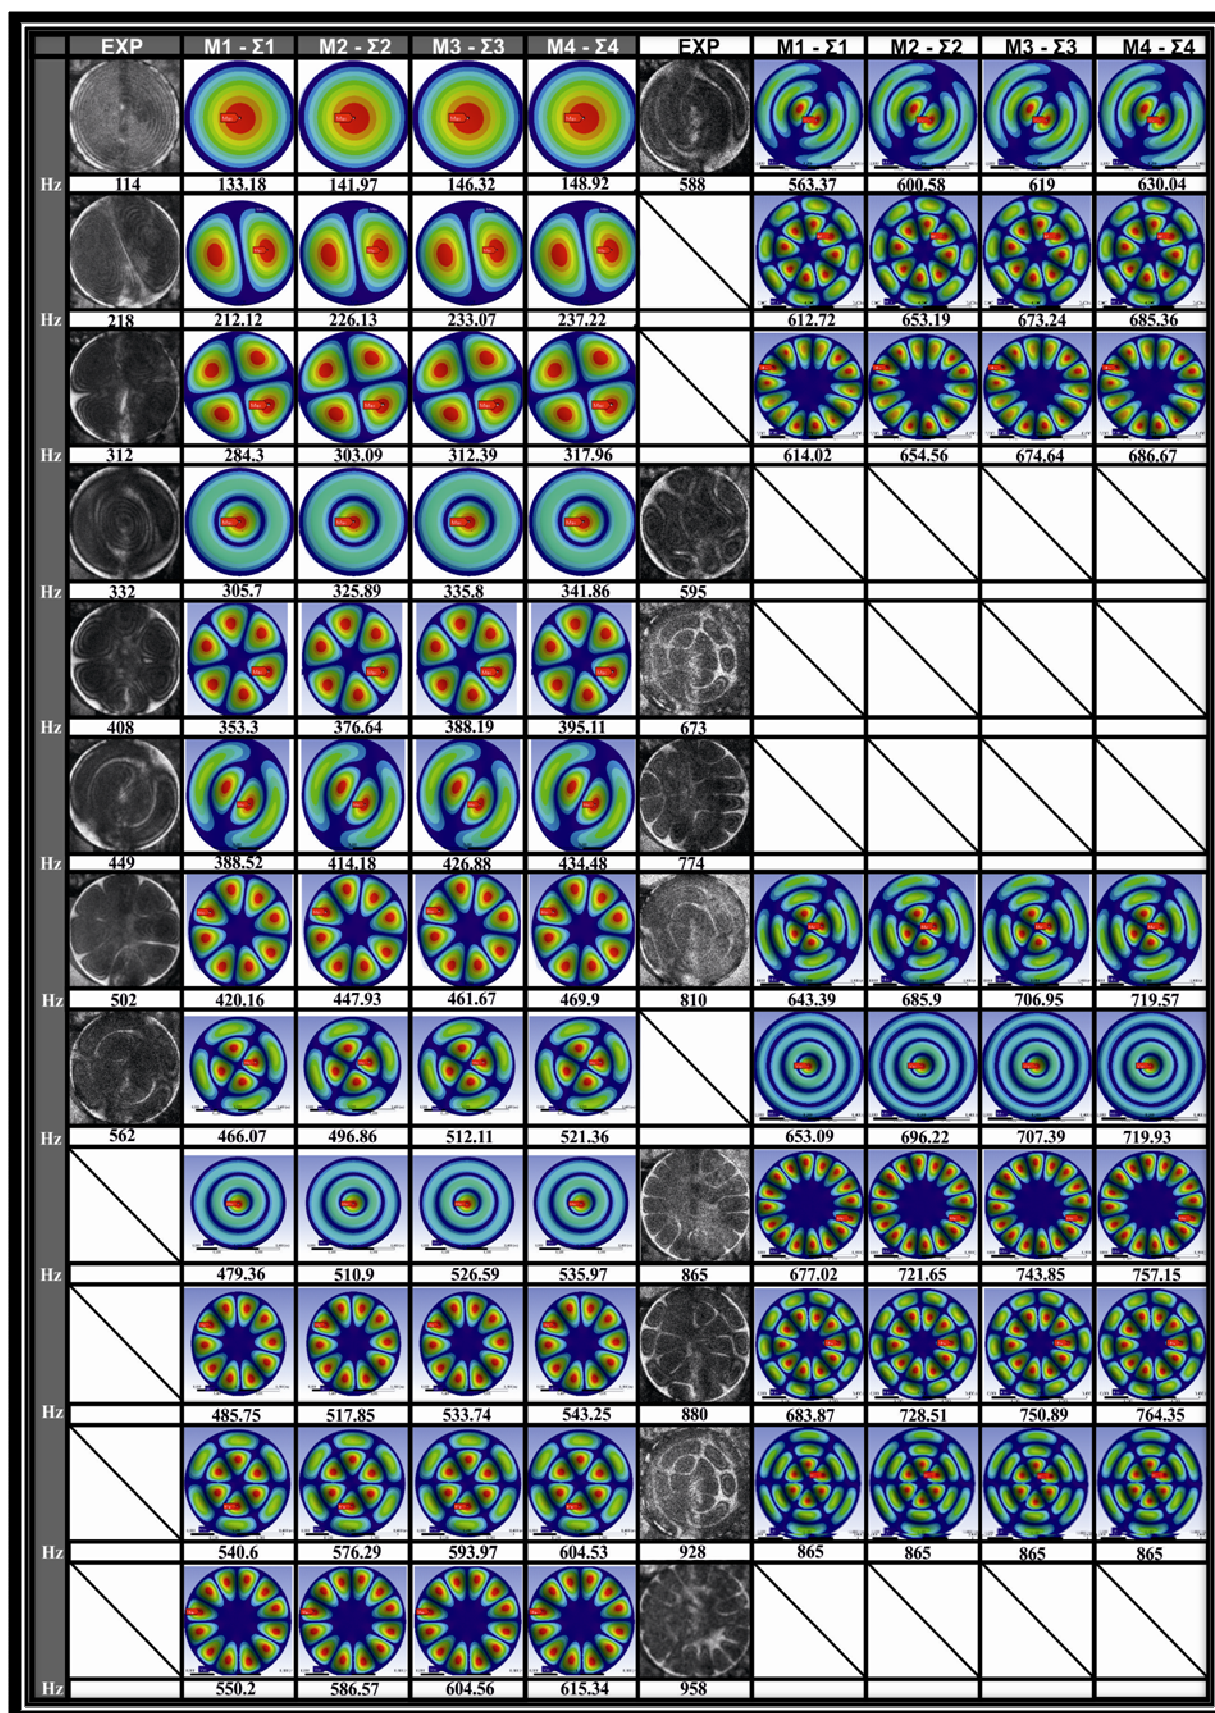 EXP M1 - Σ1 M2 - Σ2 M3 - Σ3 M4 - Σ4 EXP M1 - Σ1 M2 - Σ2 M3 - Σ3 M4 - Σ4
Hz 114 133.18 141.97 146.32 148.92 588 563.37 600.58 619 630.04
Hz 218 212.12 226.13 233.07 237.22 612.72 653.19 673.24 685.36
Hz 312 284.3 303.09 312.39 317.96 614.02 654.56 674.64 686.67
Hz 332 305.7 325.89 335.8 341.86 595
Hz 408 353.3 376.64 388.19 395.11 673
Hz 449 388.52 414.18 426.88 434.48 774
Hz 502 420.16 447.93 461.67 469.9 810 643.39 685.9 706.95 719.57
Hz 562 466.07 496.86 512.11 521.36 653.09 696.22 707.39 719.93
Hz 479.36 510.9 526.59 535.97 865 677.02 721.65 743.85 757.15
Hz 485.75 517.85 533.74 543.25 880 683.87 728.51 750.89 764.35
Hz 540.6 576.29 593.97 604.53 928 865 865 865 865
Hz 550.2 586.57 604.56 615.34 958